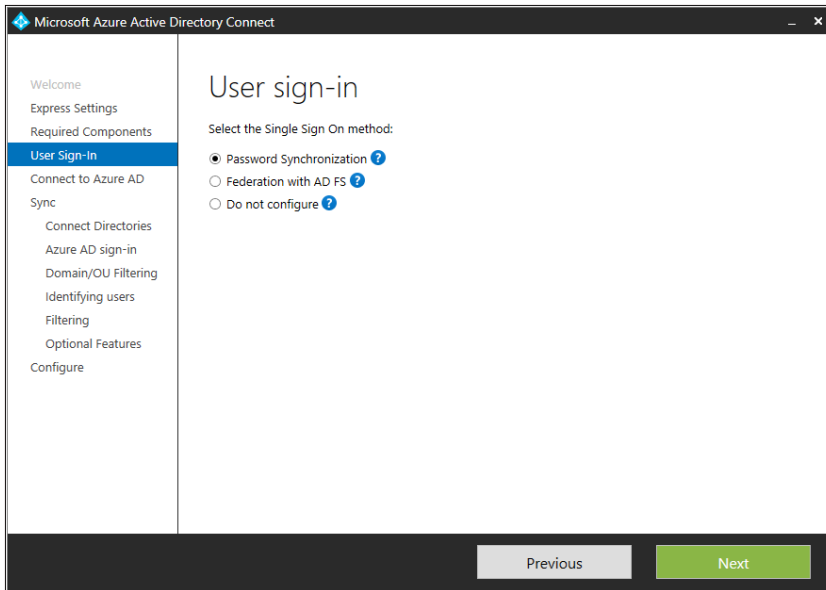 Microsoft Azure Active Directory Connect
Welcome
Express Settings
Required Components
User Sign-In
Connect to Azure AD
Sync
Connect Directories
Azure AD sign-in
Domain/OU Filtering
Identifying users
Filtering
Optional Features
Configure
User sign-in
Select the Single Sign On method:
Password Synchronization ?
Federation with AD FS ?
Do not configure ?
Previous
Next